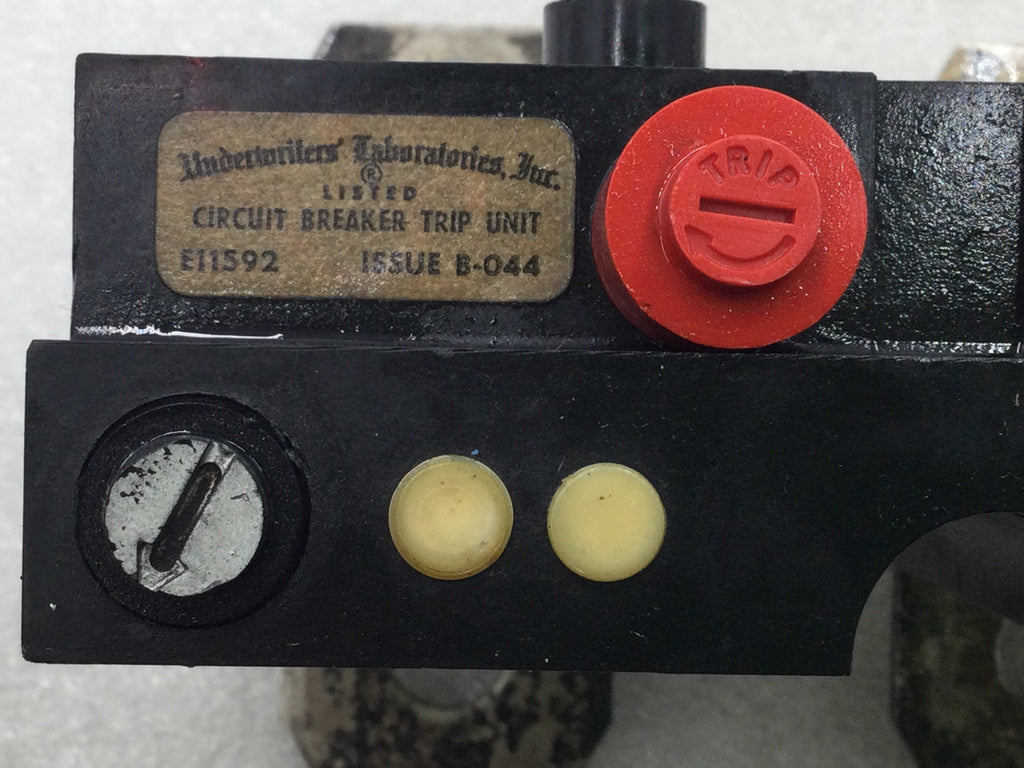 Underwriters' Laboratories, Inc.
®
LISTED
CIRCUIT BREAKER TRIP UNIT
E11592 ISSUE B-044
TRIP